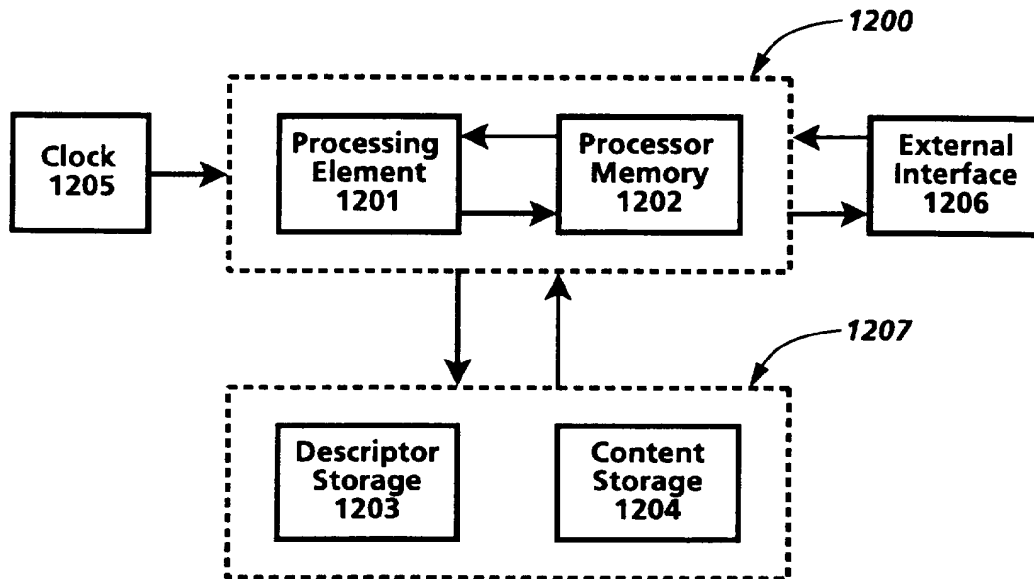 1200
Clock
1205
Processing
Element
1201
Processor
Memory
1202
External
Interface
1206
1207
Descriptor
Storage
1203
Content
Storage
1204